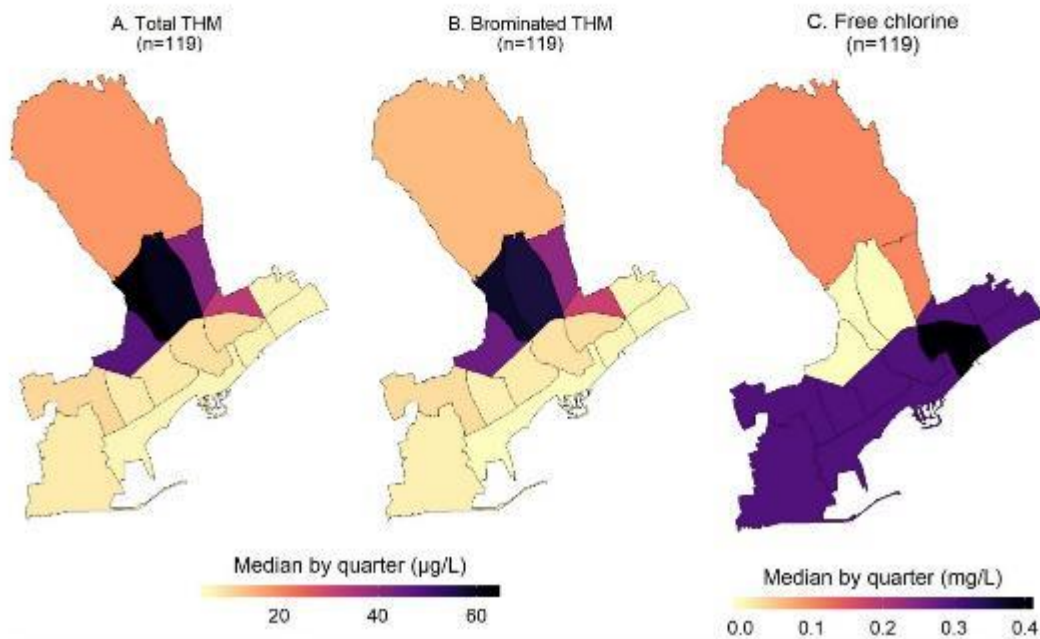 A. Total THM
(n=119)
B. Brominated THM
(n=119)
C. Free chlorine
(n=119)
Median by quarter (µg/L)
20 40 60
Median by quarter (mg/L)
0.0 0.1 0.2 0.3 0.4